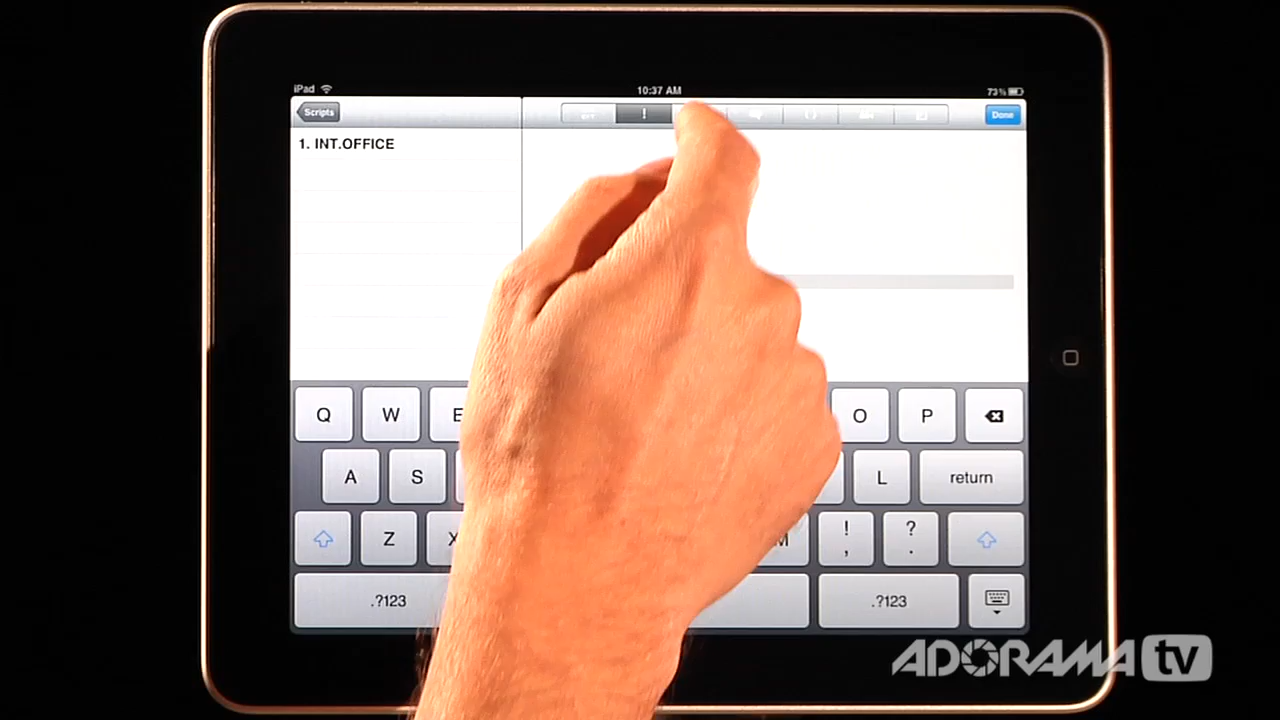 iPad 10:37 AM 73%
Scripts ! Done
1. INT.OFFICE
Q W E O P
A S L return
Z X M ! , ? .
.?123 .?123
ADORAMA tv